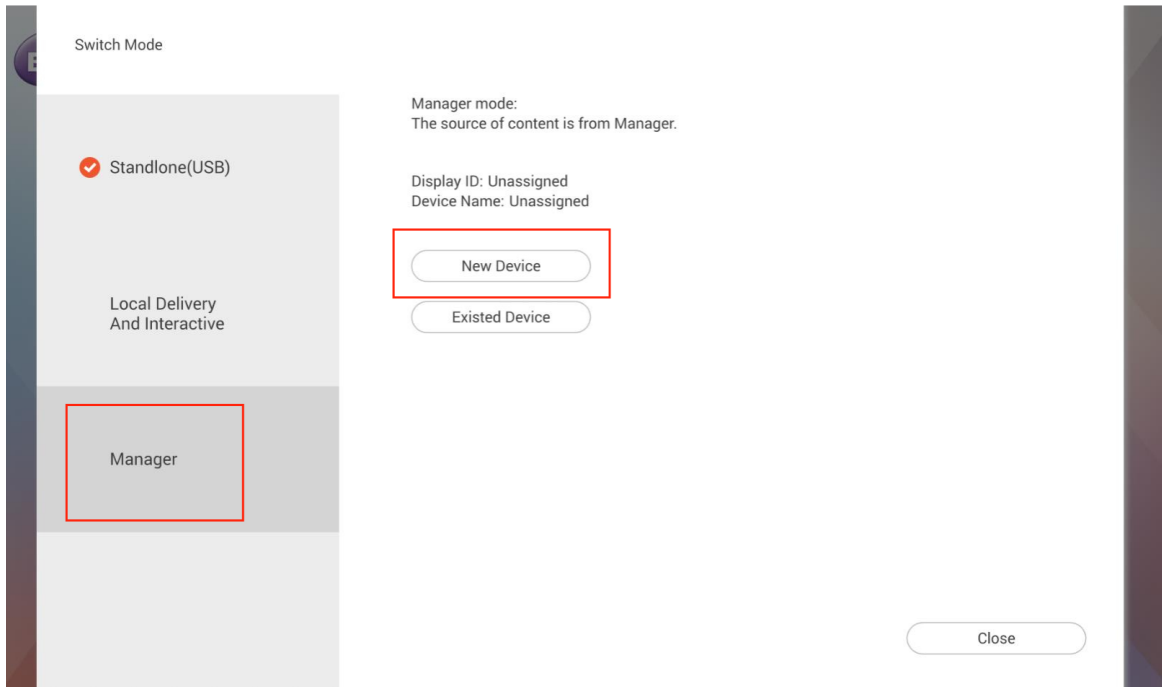 Switch Mode
Standlone(USB)
Local Delivery
And Interactive
Manager
Manager mode:
The source of content is from Manager.
Display ID: Unassigned
Device Name: Unassigned
New Device
Existed Device
Close